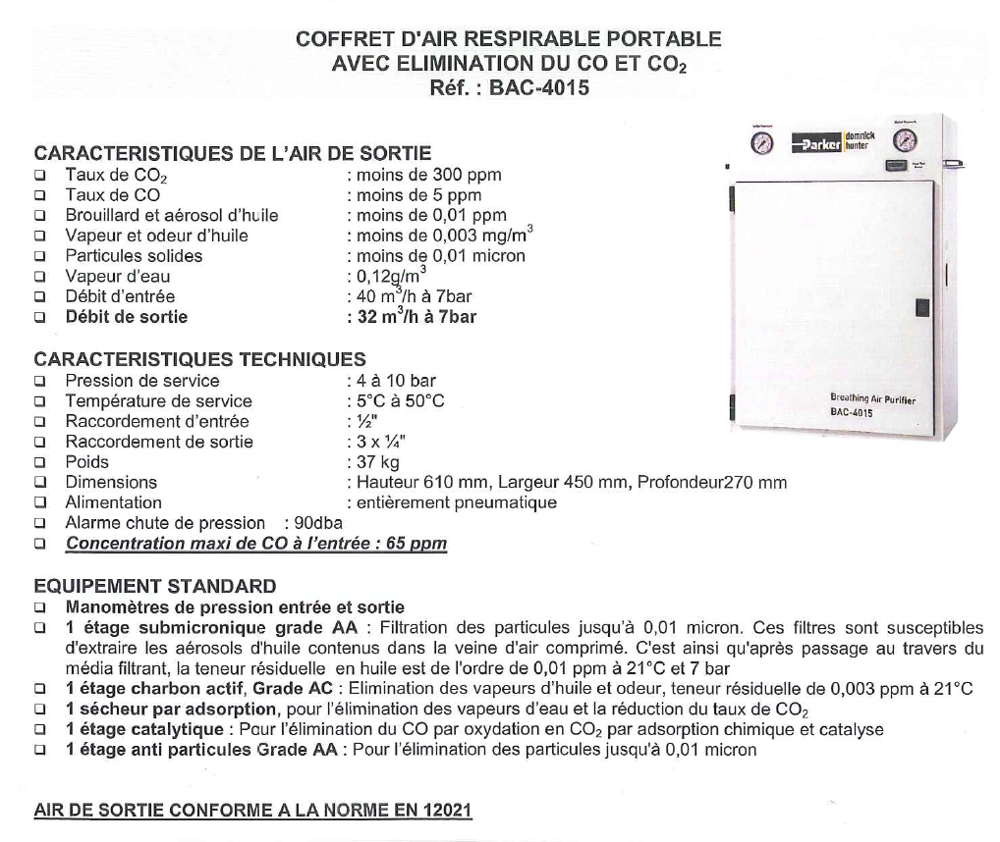 COFFRET D'AIR RESPIRABLE PORTABLE
AVEC ELIMINATION DU CO ET CO₂
Réf. : BAC-4015
Parker domnick hunter
CARACTERISTIQUES DE L'AIR DE SORTIE
❑ Taux de CO₂ : moins de 300 ppm
❑ Taux de CO : moins de 5 ppm
❑ Brouillard et aérosol d'huile : moins de 0,01 ppm
❑ Vapeur et odeur d'huile : moins de 0,003 mg/m³
❑ Particules solides : moins de 0,01 micron
❑ Vapeur d'eau : 0,12g/m³
❑ Débit d'entrée : 40 m³/h à 7bar
❑ Débit de sortie : 32 m³/h à 7bar
CARACTERISTIQUES TECHNIQUES
❑ Pression de service : 4 à 10 bar
❑ Température de service : 5°C à 50°C
❑ Raccordement d'entrée : ½"
❑ Raccordement de sortie : 3 x ¼"
❑ Poids : 37 kg
❑ Dimensions : Hauteur 610 mm, Largeur 450 mm, Profondeur270 mm
❑ Alimentation : entièrement pneumatique
❑ Alarme chute de pression : 90dba
❑ Concentration maxi de CO à l'entrée : 65 ppm
Breathing Air Purifier
BAC-4015
EQUIPEMENT STANDARD
❑ Manomètres de pression entrée et sortie
❑ 1 étage submicronique grade AA : Filtration des particules jusqu'à 0,01 micron. Ces filtres sont susceptibles
d'extraire les aérosols d'huile contenus dans la veine d'air comprimé. C'est ainsi qu'après passage au travers du
média filtrant, la teneur résiduelle en huile est de l'ordre de 0,01 ppm à 21°C et 7 bar
❑ 1 étage charbon actif, Grade AC : Elimination des vapeurs d'huile et odeur, teneur résiduelle de 0,003 ppm à 21°C
❑ 1 sécheur par adsorption, pour l'élimination des vapeurs d'eau et la réduction du taux de CO₂
❑ 1 étage catalytique : Pour l'élimination du CO par oxydation en CO₂ par adsorption chimique et catalyse
❑ 1 étage anti particules Grade AA : Pour l'élimination des particules jusqu'à 0,01 micron
AIR DE SORTIE CONFORME A LA NORME EN 12021